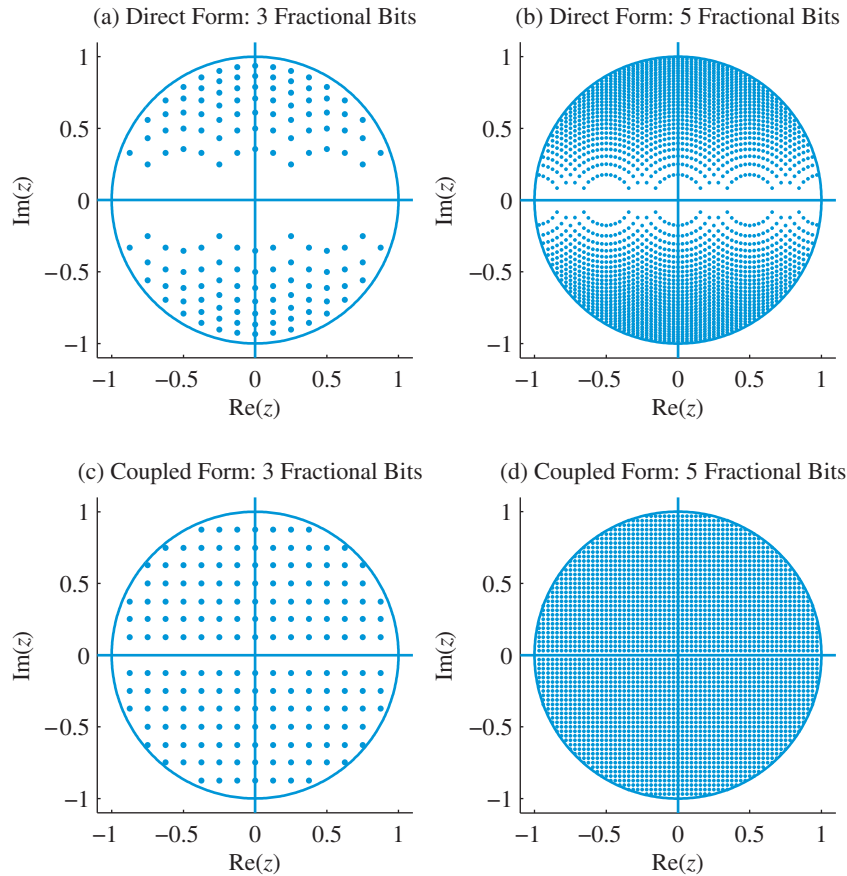 (a) Direct Form: 3 Fractional Bits
1
0.5
0
−0.5
−1
Im(z)
−1 −0.5 0 0.5 1
Re(z)
(b) Direct Form: 5 Fractional Bits
1
0.5
0
−0.5
−1
Im(z)
−1 −0.5 0 0.5 1
Re(z)
(c) Coupled Form: 3 Fractional Bits
1
0.5
0
−0.5
−1
Im(z)
−1 −0.5 0 0.5 1
Re(z)
(d) Coupled Form: 5 Fractional Bits
1
0.5
0
−0.5
−1
Im(z)
−1 −0.5 0 0.5 1
Re(z)